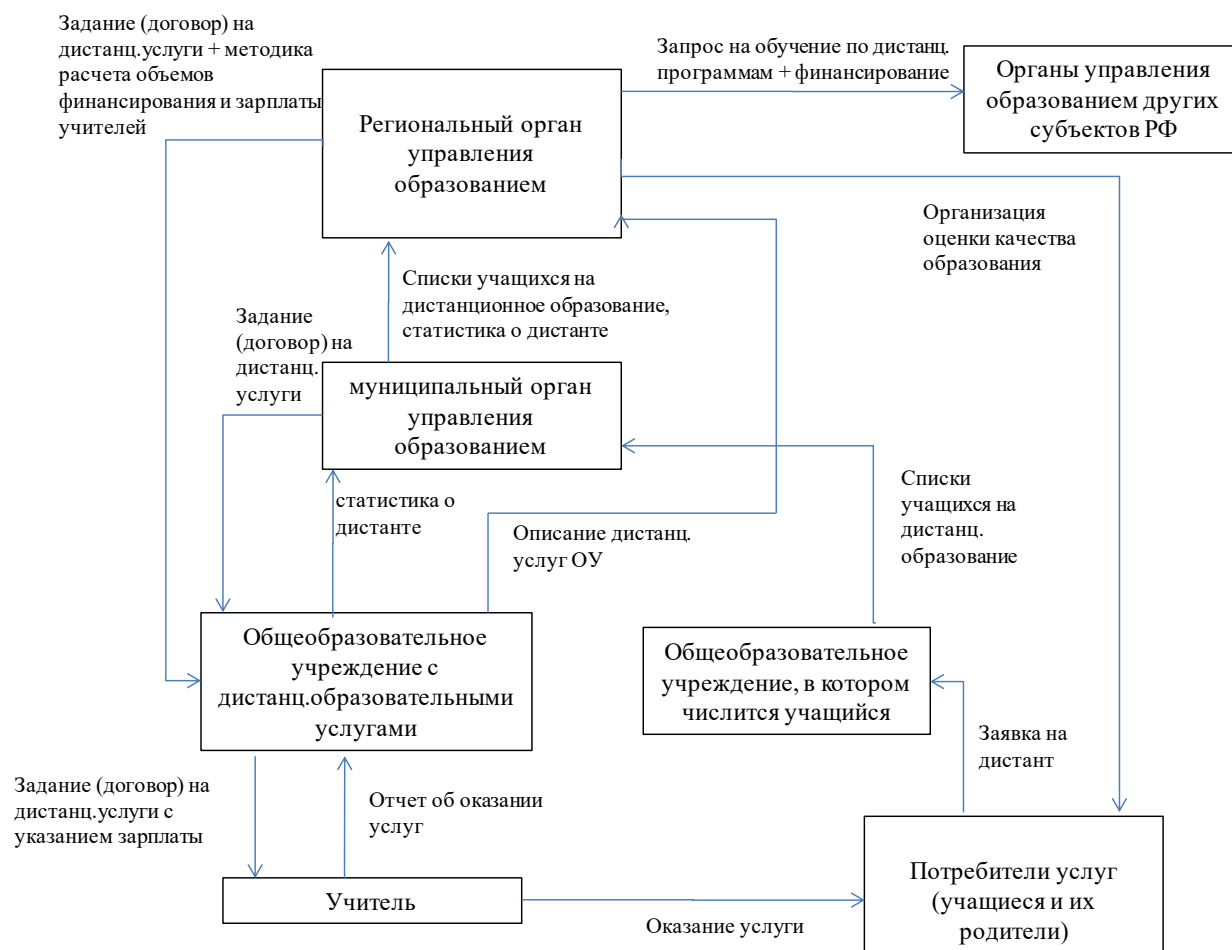 Задание (договор) на
дистанц.услуги + методика
расчета объемов
финансирования и зарплаты
учителей
Запрос на обучение по дистанц.
программам + финансирование
Органы управления
образованием других
субъектов РФ
Региональный орган
управления
образованием
Организация
оценки качества
образования
Списки учащихся на
дистанционное образование,
статистика о дистанте
Задание
(договор) на
дистанц.
услуги
муниципальный орган
управления
образованием
Списки
учащихся на
дистанц.
образование
статистика о
дистанте
Описание дистанц.
услуг ОУ
Общеобразовательное
учреждение с
дистанц.образовательными
услугами
Общеобразовательное
учреждение, в котором
числится учащийся
Заявка на
дистант
Задание (договор) на
дистанц.услуги с
указанием зарплаты
Отчет об оказании
услуг
Учитель
Оказание услуги
Потребители услуг
(учащиеся и их
родители)